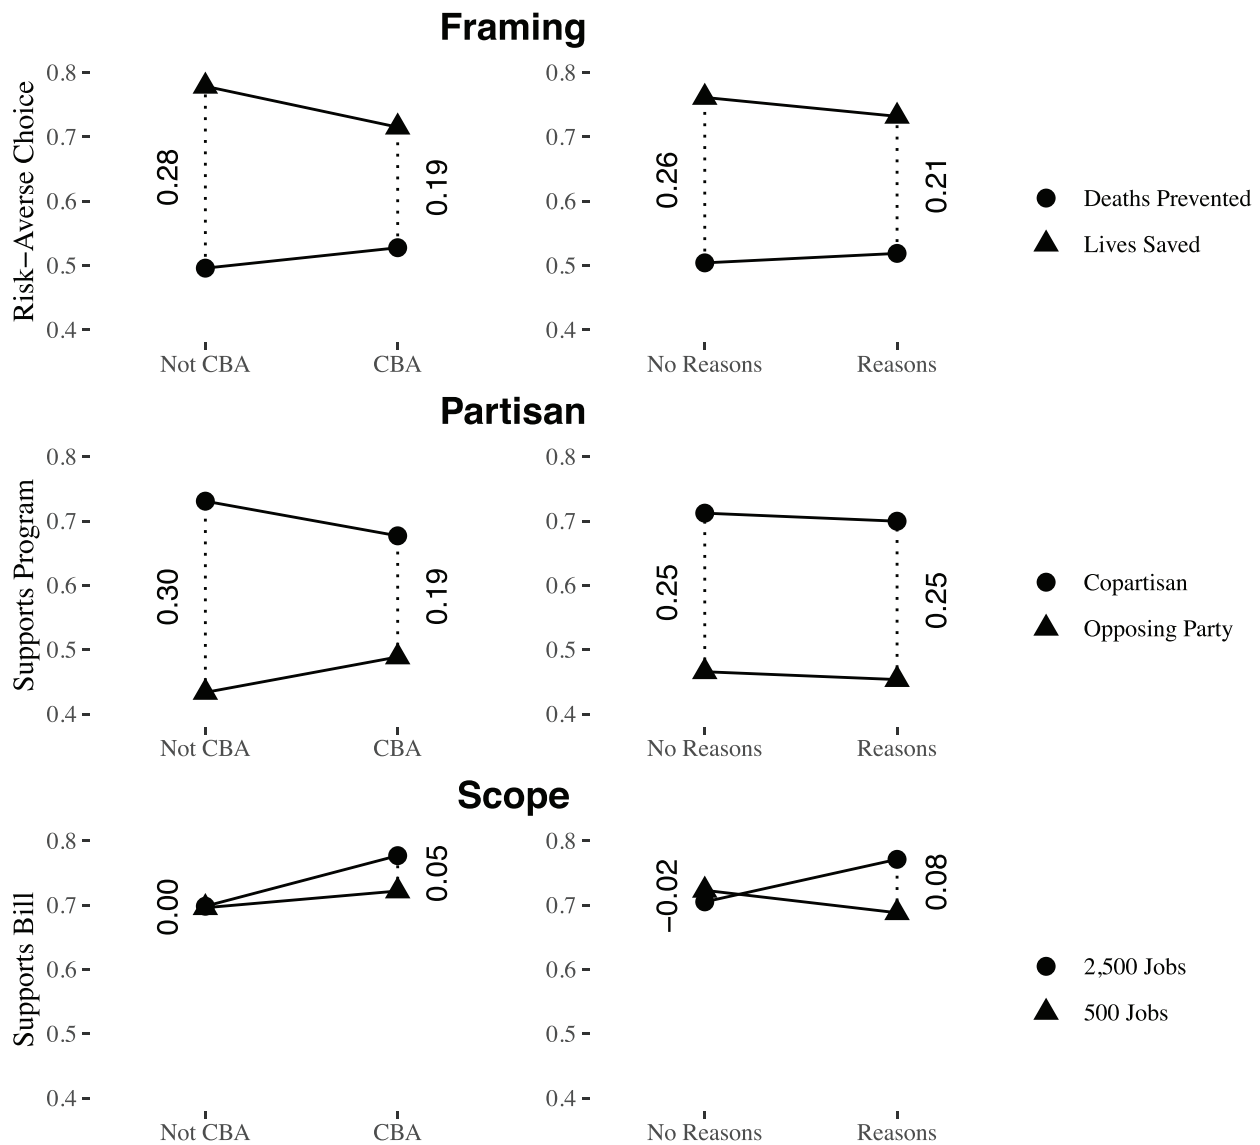 Framing
Risk−Averse Choice
0.8
0.7
0.6
0.5
0.4
0.28
0.19
Not CBA
CBA
0.8
0.7
0.6
0.5
0.4
0.26
0.21
No Reasons
Reasons
Deaths Prevented
Lives Saved
Partisan
Supports Program
0.8
0.7
0.6
0.5
0.4
0.30
0.19
Not CBA
CBA
0.8
0.7
0.6
0.5
0.4
0.25
0.25
No Reasons
Reasons
Copartisan
Opposing Party
Scope
Supports Bill
0.8
0.7
0.6
0.5
0.4
0.00
0.05
Not CBA
CBA
0.8
0.7
0.6
0.5
0.4
−0.02
0.08
No Reasons
Reasons
2,500 Jobs
500 Jobs